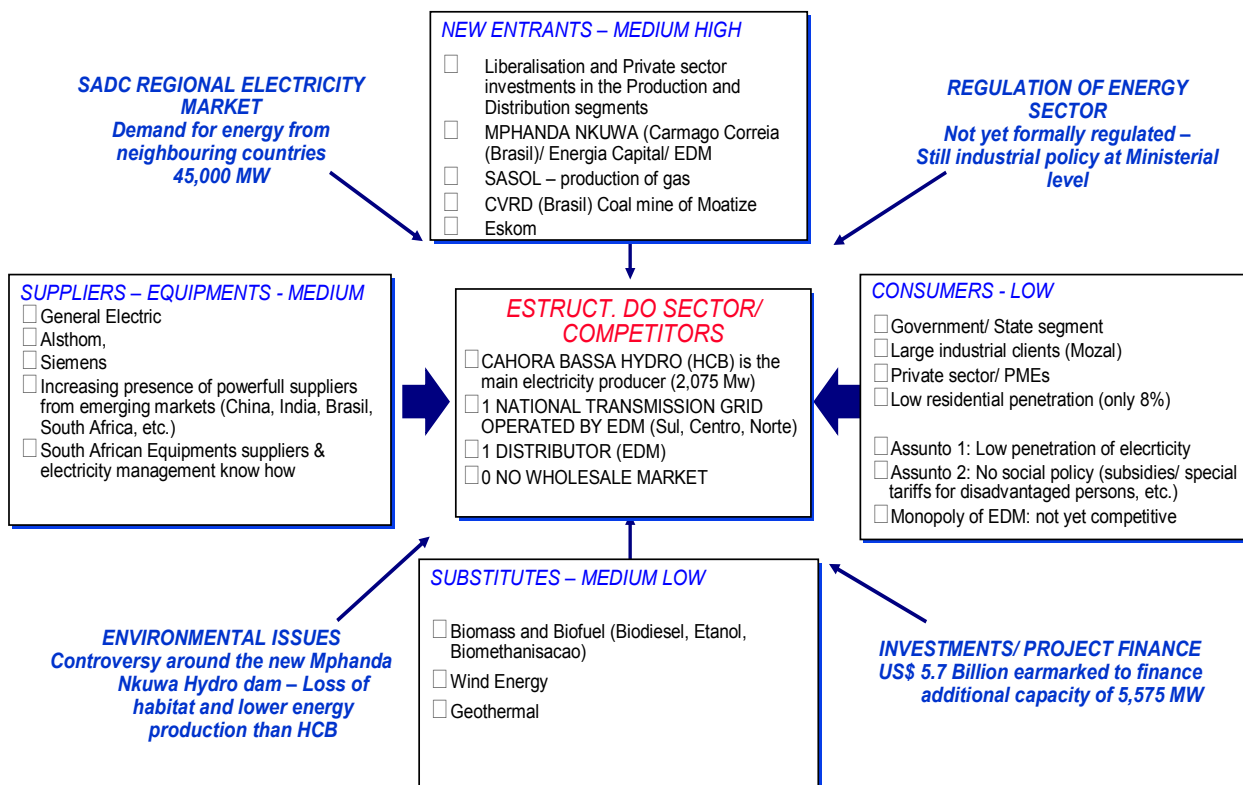 NEW ENTRANTS – MEDIUM HIGH
Liberalisation and Private sector
investments in the Production and
Distribution segments
MPHANDA NKUWA (Carmago Correia
(Brasil)/ Energia Capital/ EDM
SASOL – production of gas
CVRD (Brasil) Coal mine of Moatize
Eskom
SADC REGIONAL ELECTRICITY
MARKET
Demand for energy from
neighbouring countries
45,000 MW
REGULATION OF ENERGY
SECTOR
Not yet formally regulated –
Still industrial policy at Ministerial
level
SUPPLIERS – EQUIPMENTS - MEDIUM
General Electric
Alsthom,
Siemens
Increasing presence of powerfull suppliers
from emerging markets (China, India, Brasil,
South Africa, etc.)
South African Equipments suppliers &
electricity management know how
ESTRUCT. DO SECTOR/
COMPETITORS
CAHORA BASSA HYDRO (HCB) is the
main electricity producer (2,075 Mw)
1 NATIONAL TRANSMISSION GRID
OPERATED BY EDM (Sul, Centro, Norte)
1 DISTRIBUTOR (EDM)
0 NO WHOLESALE MARKET
CONSUMERS - LOW
Government/ State segment
Large industrial clients (Mozal)
Private sector/ PMEs
Low residential penetration (only 8%)
Assunto 1: Low penetration of elecrticity
Assunto 2: No social policy (subsidies/ special
tariffs for disadvantaged persons, etc.)
Monopoly of EDM: not yet competitive
SUBSTITUTES – MEDIUM LOW
Biomass and Biofuel (Biodiesel, Etanol,
Biomethanisacao)
Wind Energy
Geothermal
ENVIRONMENTAL ISSUES
Controversy around the new Mphanda
Nkuwa Hydro dam – Loss of
habitat and lower energy
production than HCB
INVESTMENTS/ PROJECT FINANCE
US$ 5.7 Billion earmarked to finance
additional capacity of 5,575 MW